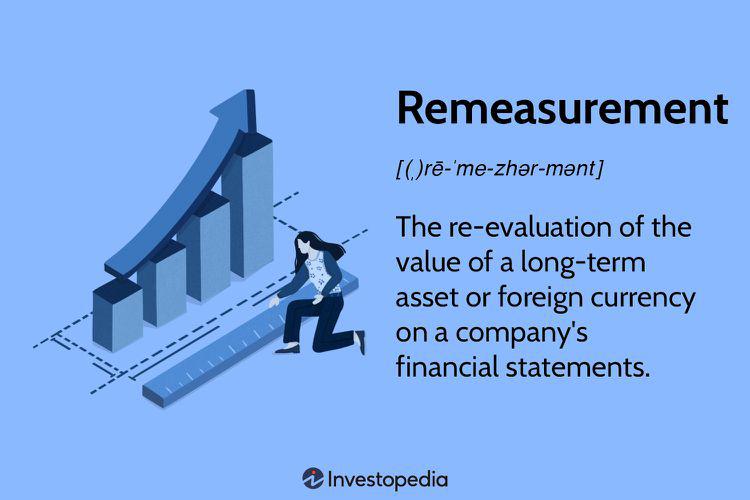 Remeasurement
[(ˌ)rē-ˈme-zhər-mənt]
The re-evaluation of the
value of a long-term
asset or foreign currency
on a company's
financial statements.
Investopedia